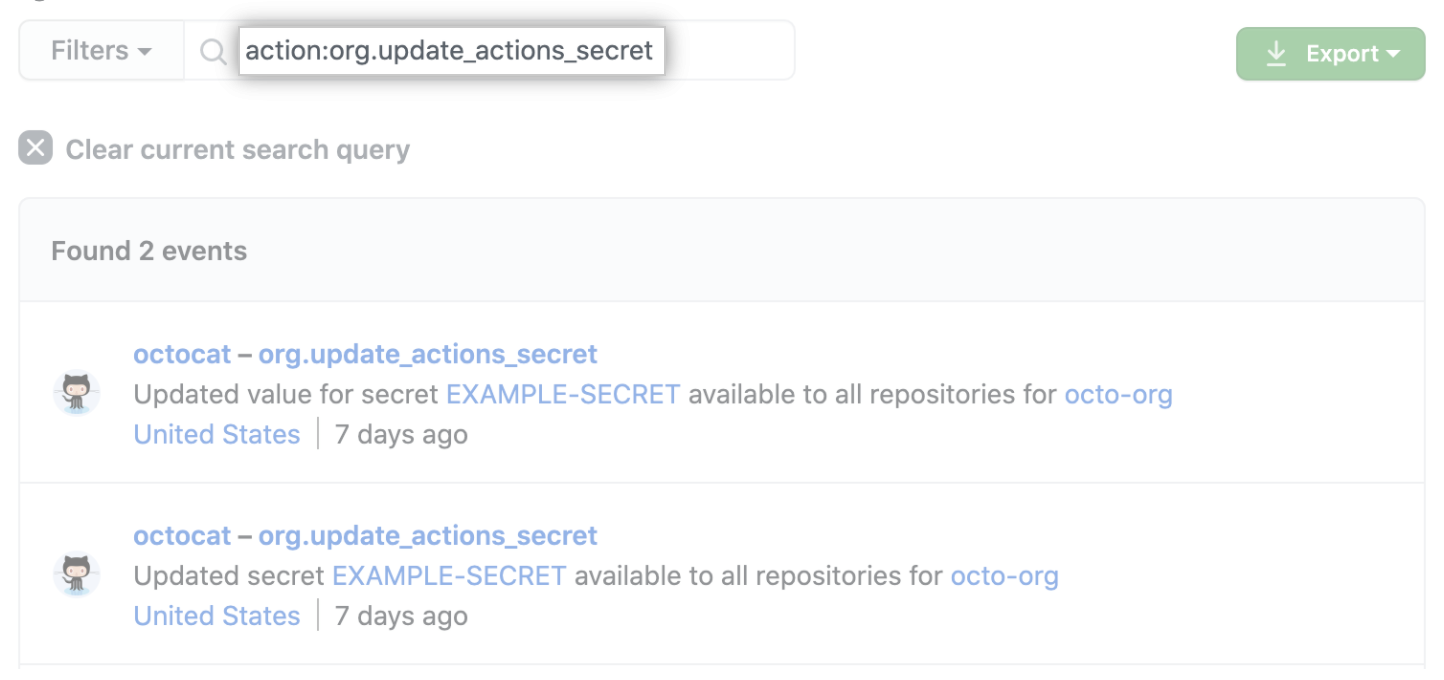 Filters
action:org.update_actions_secret
Export
Clear current search query
Found 2 events
octocat – org.update_actions_secret
Updated value for secret EXAMPLE-SECRET available to all repositories for octo-org
United States | 7 days ago
octocat – org.update_actions_secret
Updated secret EXAMPLE-SECRET available to all repositories for octo-org
United States | 7 days ago